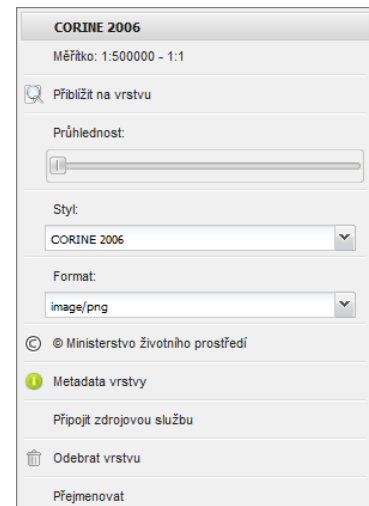 CORINE 2006
Měřítko: 1:500000 - 1:1
Přiblížit na vrstvu
Průhlednost:
Styl:
CORINE 2006
Format:
image/png
© © Ministerstvo životního prostředí
i Metadata vrstvy
Připojit zdrojovou službu
Odebrat vrstvu
Přejmenovat